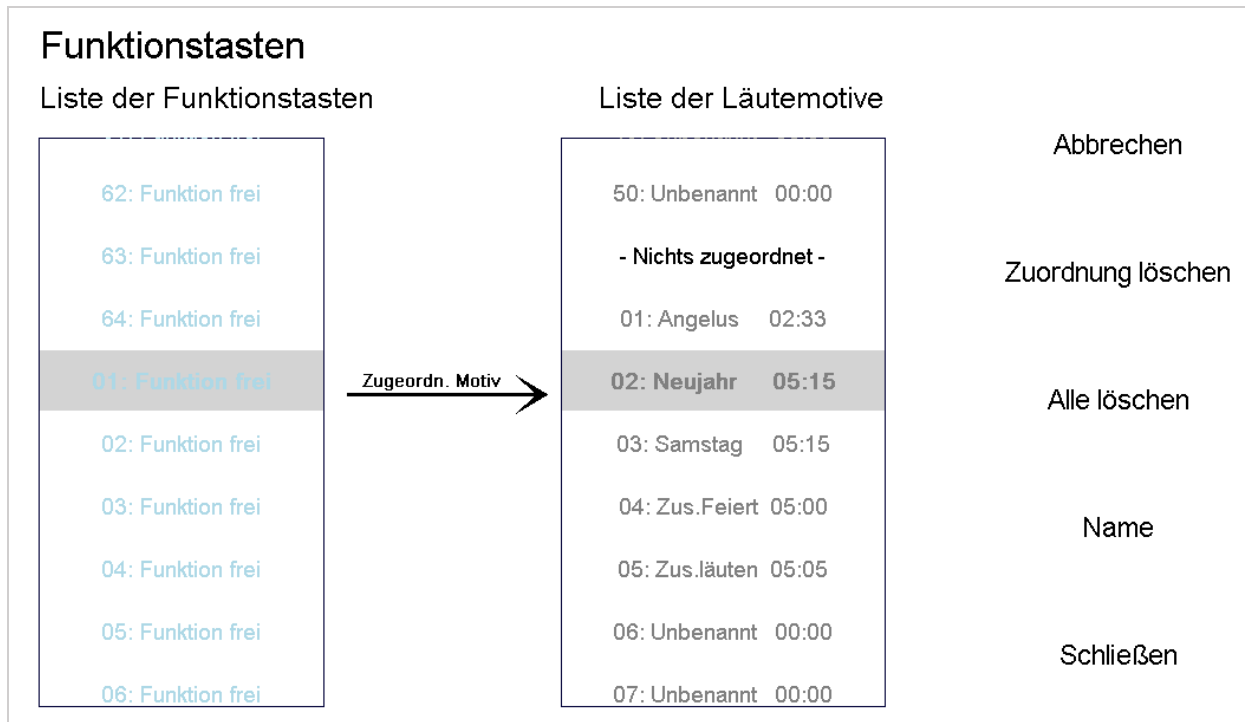 Funktionstasten
Liste der Funktionstasten
62: Funktion frei
63: Funktion frei
64: Funktion frei
01: Funktion frei
02: Funktion frei
03: Funktion frei
04: Funktion frei
05: Funktion frei
06: Funktion frei
Zugeordn. Motiv
Liste der Läutemotive
50: Unbenannt 00:00
- Nichts zugeordnet -
01: Angelus 02:33
02: Neujahr 05:15
03: Samstag 05:15
04: Zus.Feiert 05:00
05: Zus.läuten 05:05
06: Unbenannt 00:00
07: Unbenannt 00:00
Abbrechen
Zuordnung löschen
Alle löschen
Name
Schließen